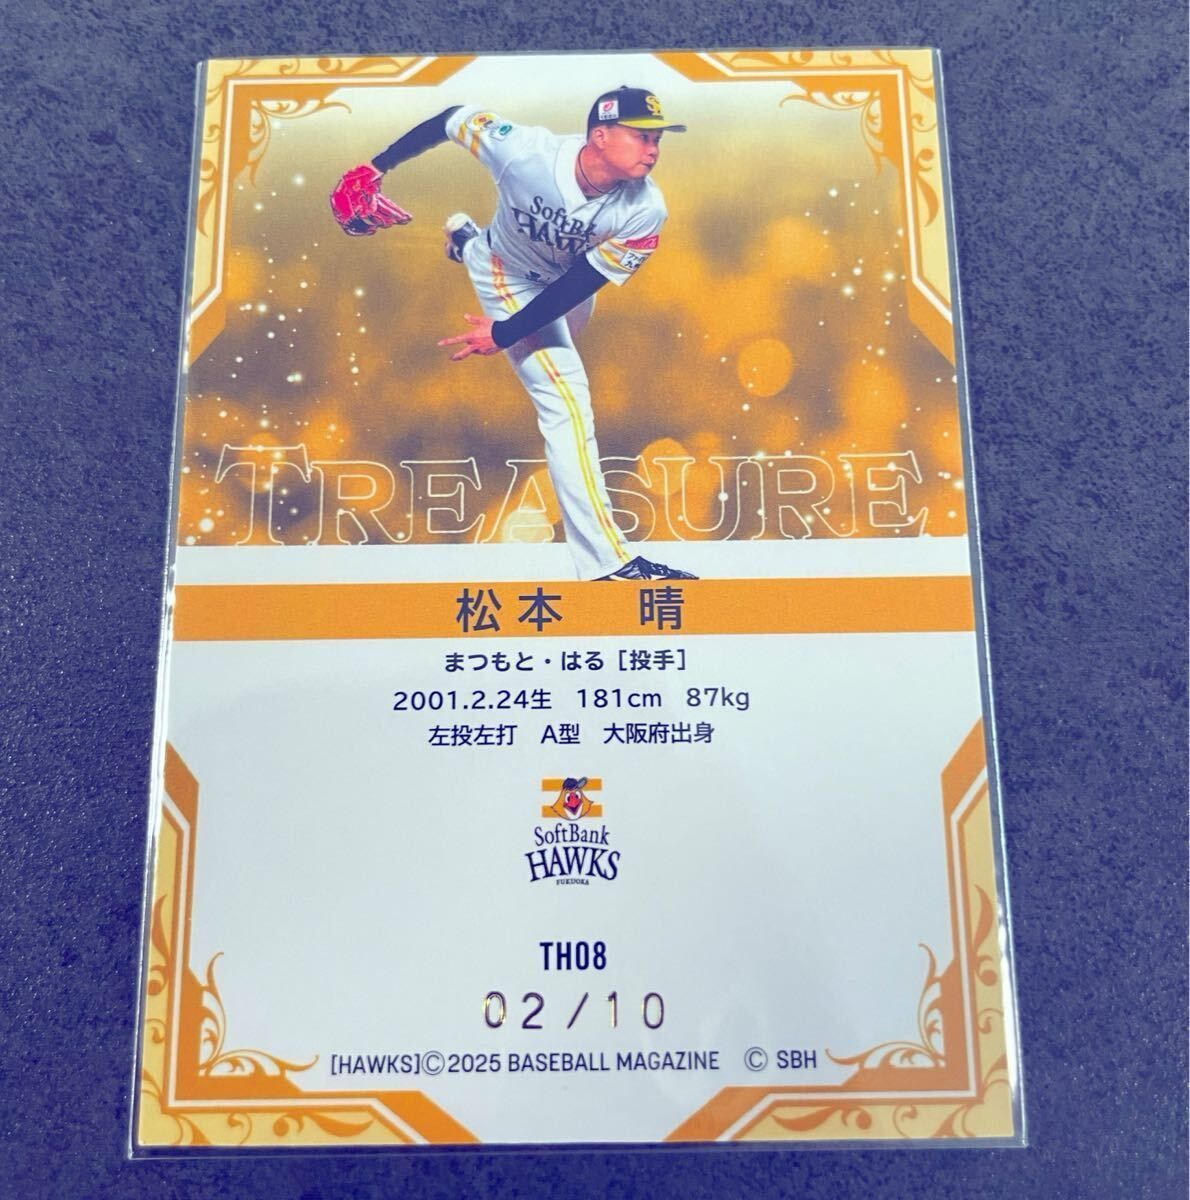 SoftBank
HAWKS
TREASURE
松本 晴
まつもと・はる［投手］
2001.2.24生 181cm 87kg
左投左打 A型 大阪府出身
SoftBank
HAWKS
FUKUOKA
TH08
02/10
[HAWKS]©2025 BASEBALL MAGAZINE © SBH